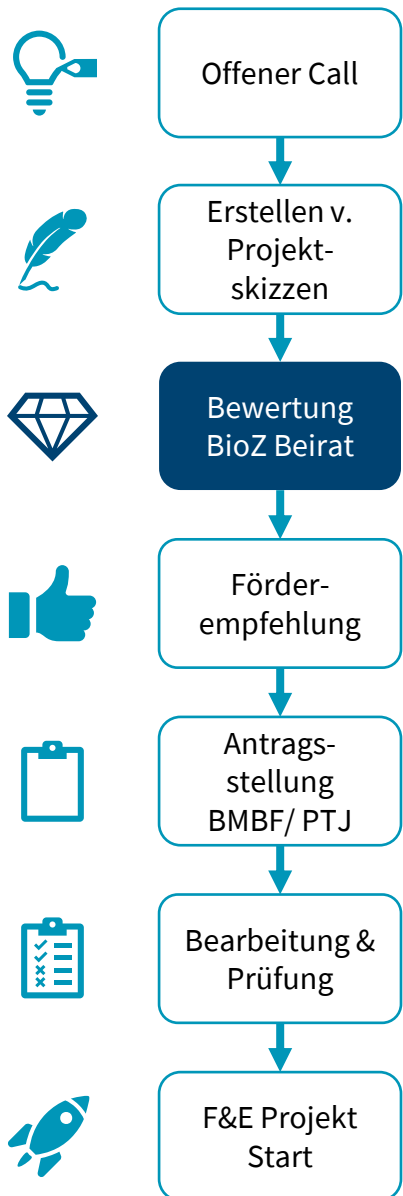 Offener Call
Erstellen v.
Projekt-
skizzen
Bewertung
BioZ Beirat
Förder-
empfehlung
Antrags-
stellung
BMBF/ PTJ
Bearbeitung &
Prüfung
F&E Projekt
Start